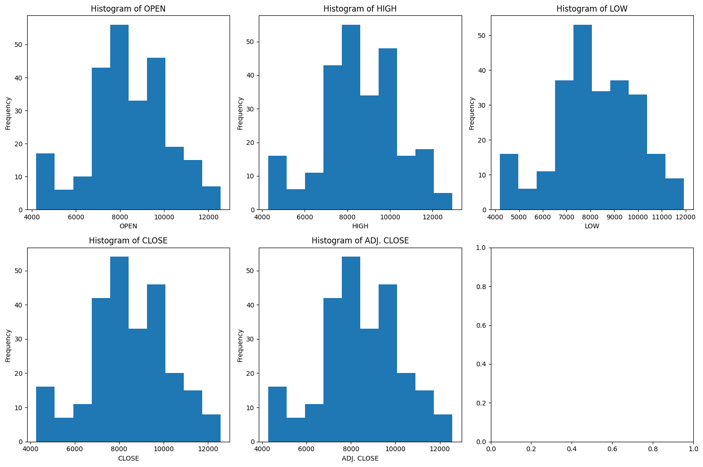 Histogram of OPEN
Frequency
50
40
30
20
10
0
4000 6000 8000 10000 12000
OPEN
Histogram of HIGH
Frequency
50
40
30
20
10
0
4000 6000 8000 10000 12000
HIGH
Histogram of LOW
Frequency
50
40
30
20
10
0
4000 5000 6000 7000 8000 9000 10000 11000 12000
LOW
Histogram of CLOSE
Frequency
50
40
30
20
10
0
4000 6000 8000 10000 12000
CLOSE
Histogram of ADJ. CLOSE
Frequency
50
40
30
20
10
0
4000 6000 8000 10000 12000
ADJ. CLOSE
1.0
0.8
0.6
0.4
0.2
0.0
0.0 0.2 0.4 0.6 0.8 1.0